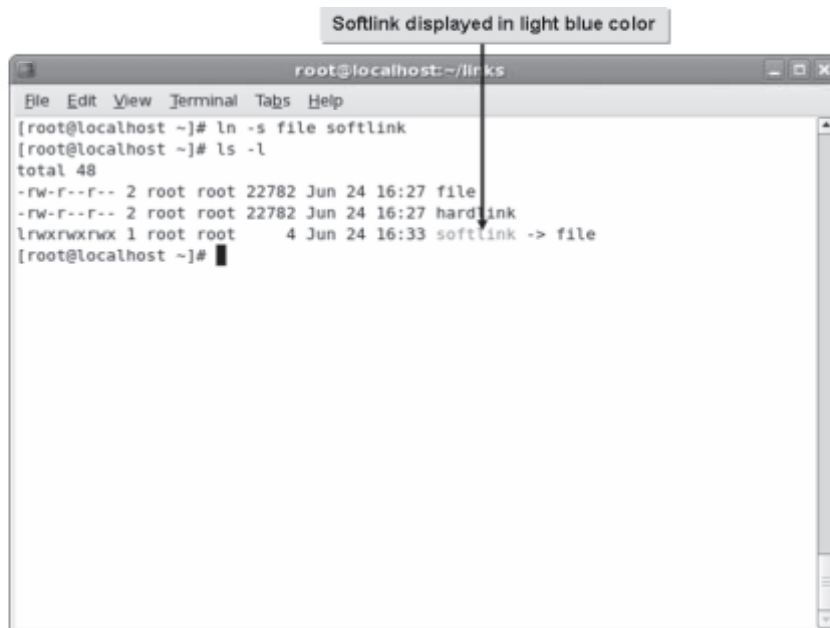 Softlink displayed in light blue color
root@localhost:~/links
File Edit View Terminal Tabs Help
[root@localhost ~]# ln -s file softlink
[root@localhost ~]# ls -l
total 48
-rw-r--r-- 2 root root 22782 Jun 24 16:27 file
-rw-r--r-- 2 root root 22782 Jun 24 16:27 hardlink
lrwxrwxrwx 1 root root 4 Jun 24 16:33 softlink -> file
[root@localhost ~]#